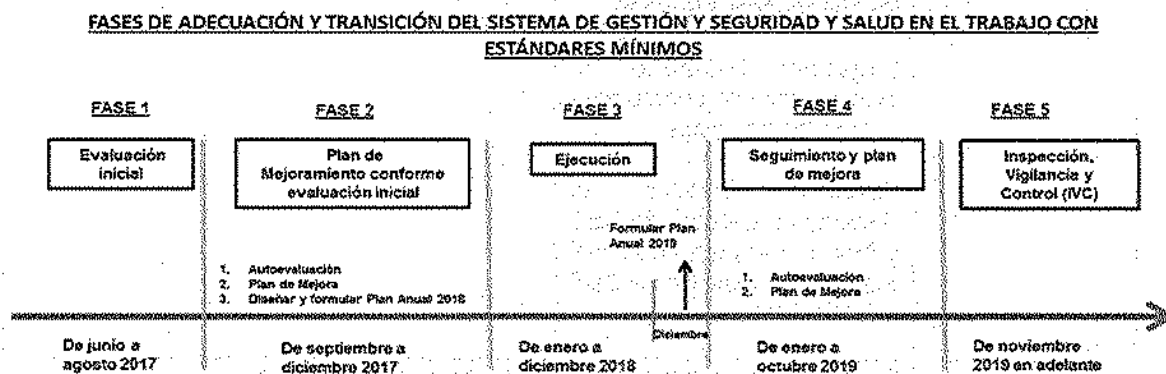 FASES DE ADECUACIÓN Y TRANSICIÓN DEL SISTEMA DE GESTIÓN Y SEGURIDAD Y SALUD EN EL TRABAJO CON
ESTÁNDARES MÍNIMOS
FASE 1
Evaluación
inicial
FASE 2
Plan de
Mejoramiento conforme
evaluación inicial
FASE 3
Ejecución
FASE 4
Seguimiento y plan
de mejora
FASE 5
Inspección,
Vigilancia y
Control (IVC)
Formular Plan
Anual 2019
1. Autoevaluación
2. Plan de Mejora
3. Diseñar y formular Plan Anual 2018
1. Autoevaluación
2. Plan de Mejora
Diciembre
De junio a
agosto 2017
De septiembre a
diciembre 2017
De enero a
diciembre 2018
De enero a
octubre 2019
De noviembre
2019 en adelante